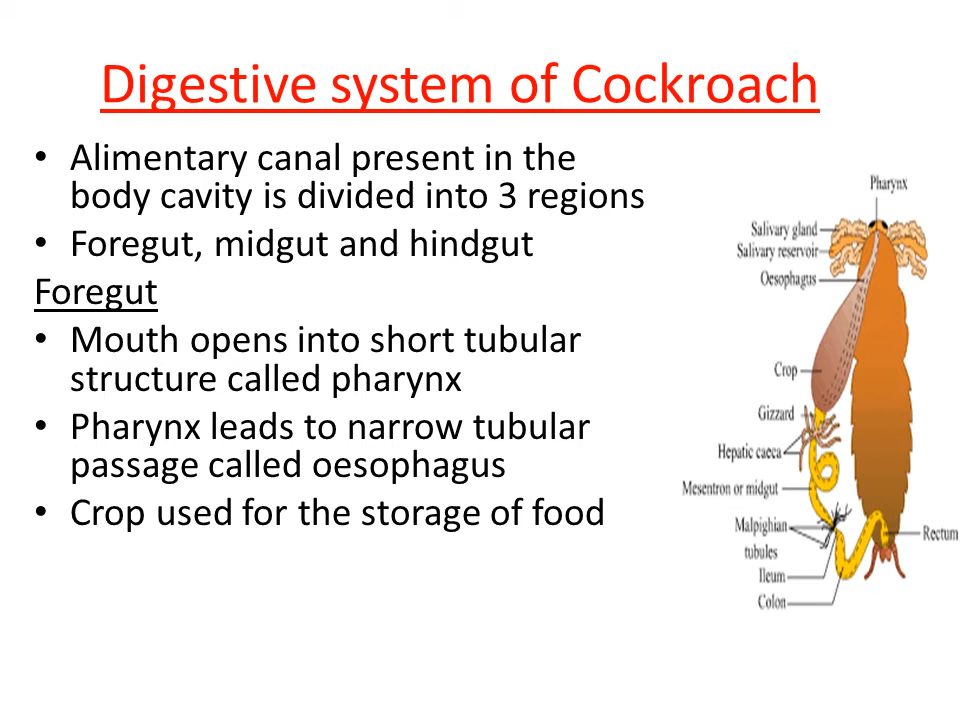 Digestive system of Cockroach
• Alimentary canal present in the
body cavity is divided into 3 regions
• Foregut, midgut and hindgut
Foregut
• Mouth opens into short tubular
structure called pharynx
• Pharynx leads to narrow tubular
passage called oesophagus
• Crop used for the storage of food
Pharynx
Salivary gland
Salivary reservoir
Oesophagus
Crop
Gizzard
Hepatic caeca
Mesentron or midgut
Malpighian
tubules
Rectum
Ileum
Colon